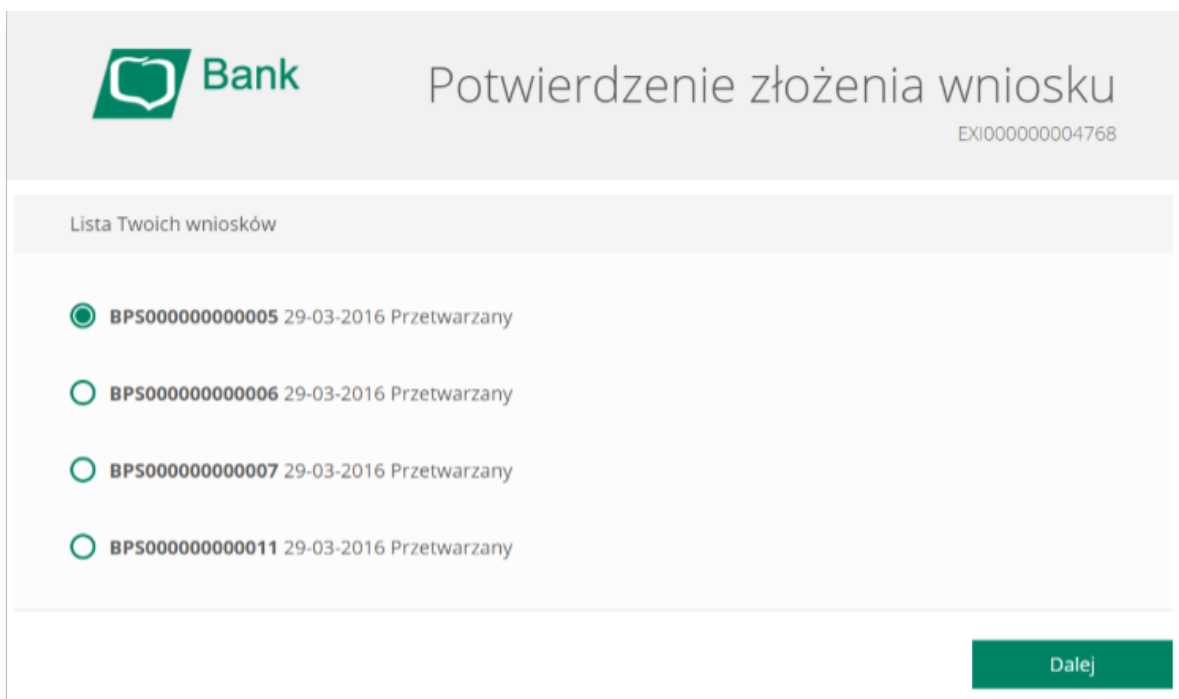 Bank
Potwierdzenie złożenia wniosku
EXI000000004768
Lista Twoich wniosków
BPS000000000005 29-03-2016 Przetwarzany
BPS000000000006 29-03-2016 Przetwarzany
BPS000000000007 29-03-2016 Przetwarzany
BPS000000000011 29-03-2016 Przetwarzany
Dalej